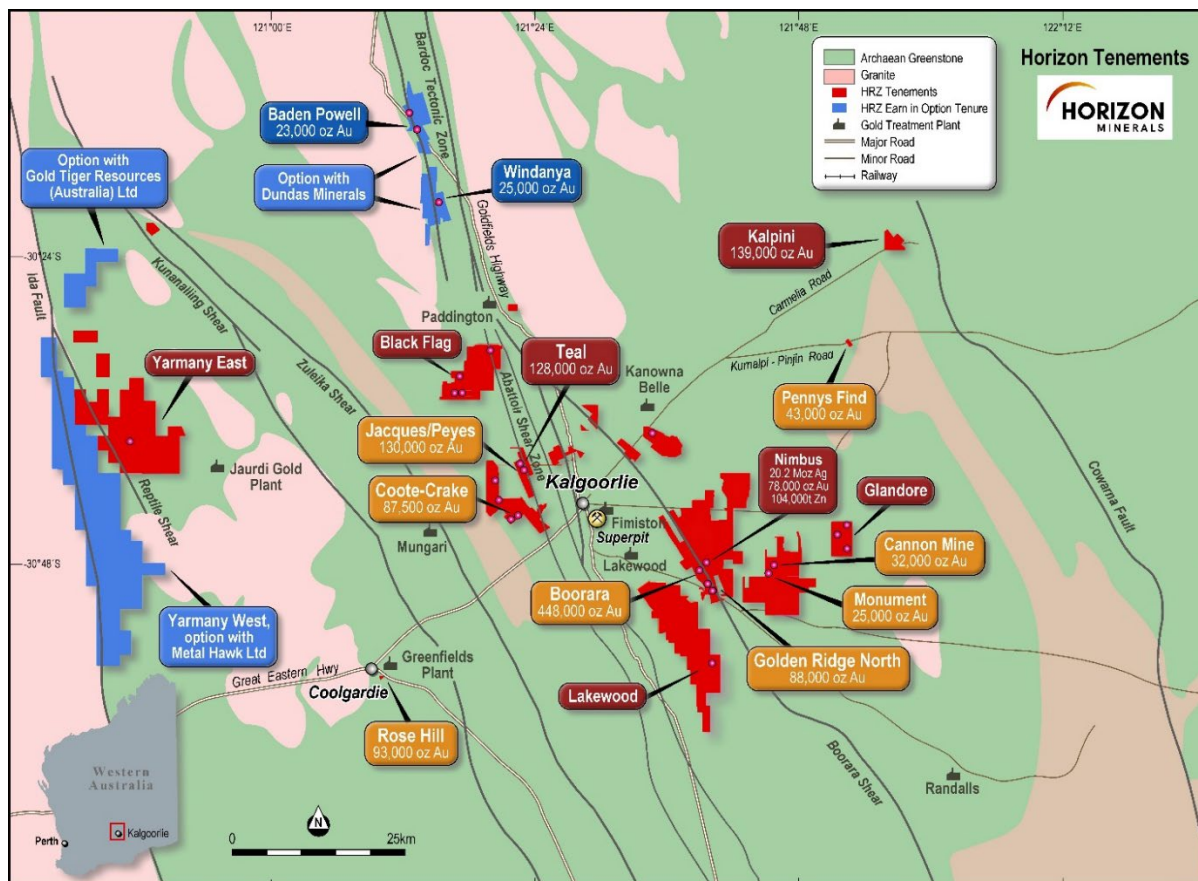 121°00'E
121°24'E
121°48'E
122°12'E
-30°24'S
-30°48'S
Horizon Tenements
HORIZON
MINERALS
Archaean Greenstone
Granite
HRZ Tenements
HRZ Earn in Option Tenure
Gold Treatment Plant
Major Road
Minor Road
Railway
Bardoc Tectonic Zone
Baden Powell
23,000 oz Au
Option with
Gold Tiger Resources
(Australia) Ltd
Option with
Dundas Minerals
Windanya
25,000 oz Au
Goldfields Highway
Kalpini
139,000 oz Au
Carmelia Road
Ida Fault
Kunanalling Shear
Zuleika Shear
Paddington
Black Flag
Teal
128,000 oz Au
Abattoir Shear Zone
Kanowna
Belle
Kurnalpi - Pinjin Road
Pennys Find
43,000 oz Au
Yarmany East
Jaurdi Gold
Plant
Reptile Shear
Jacques/Peyes
130,000 oz Au
Coote-Crake
87,500 oz Au
Mungari
Kalgoorlie
Fimiston
Superpit
Lakewood
Nimbus
20.2 Moz Ag
78,000 oz Au
104,000t Zn
Glandore
Cowarna Fault
Cannon Mine
32,000 oz Au
Monument
25,000 oz Au
Boorara
448,000 oz Au
Golden Ridge North
88,000 oz Au
Lakewood
Yarmany West,
option with
Metal Hawk Ltd
Great Eastern Hwy
Coolgardie
Greenfields
Plant
Rose Hill
93,000 oz Au
Boorara Shear
Randalls
Western
Australia
Perth
Kalgoorlie
N
0
25km